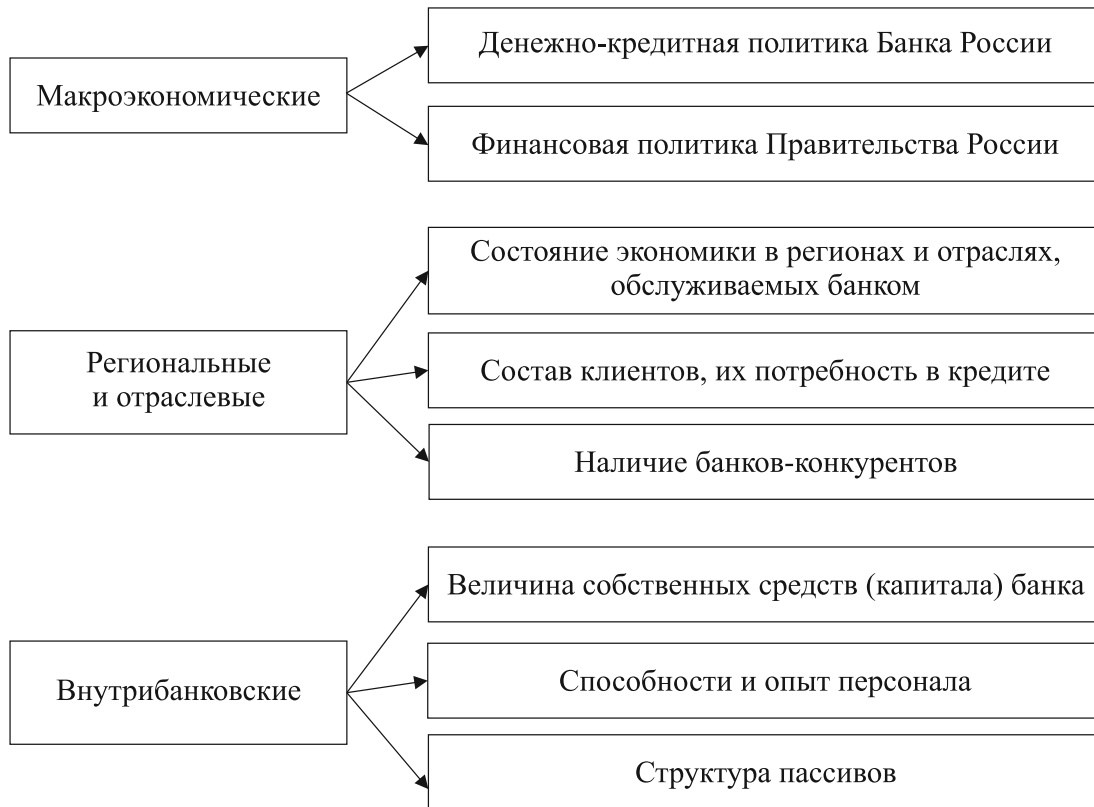 Макроэкономические
Денежно-кредитная политика Банка России
Финансовая политика Правительства России
Региональные
и отраслевые
Состояние экономики в регионах и отраслях,
обслуживаемых банком
Состав клиентов, их потребность в кредите
Наличие банков-конкурентов
Внутрибанковские
Величина собственных средств (капитала) банка
Способности и опыт персонала
Структура пассивов